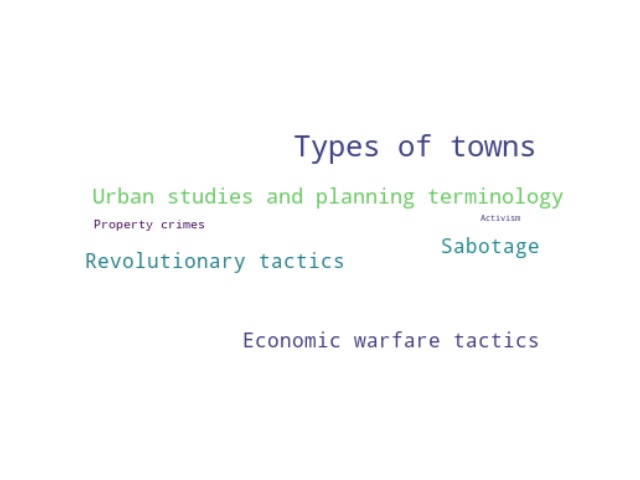 Types of towns
Urban studies and planning terminology
Activism
Property crimes
Sabotage
Revolutionary tactics
Economic warfare tactics